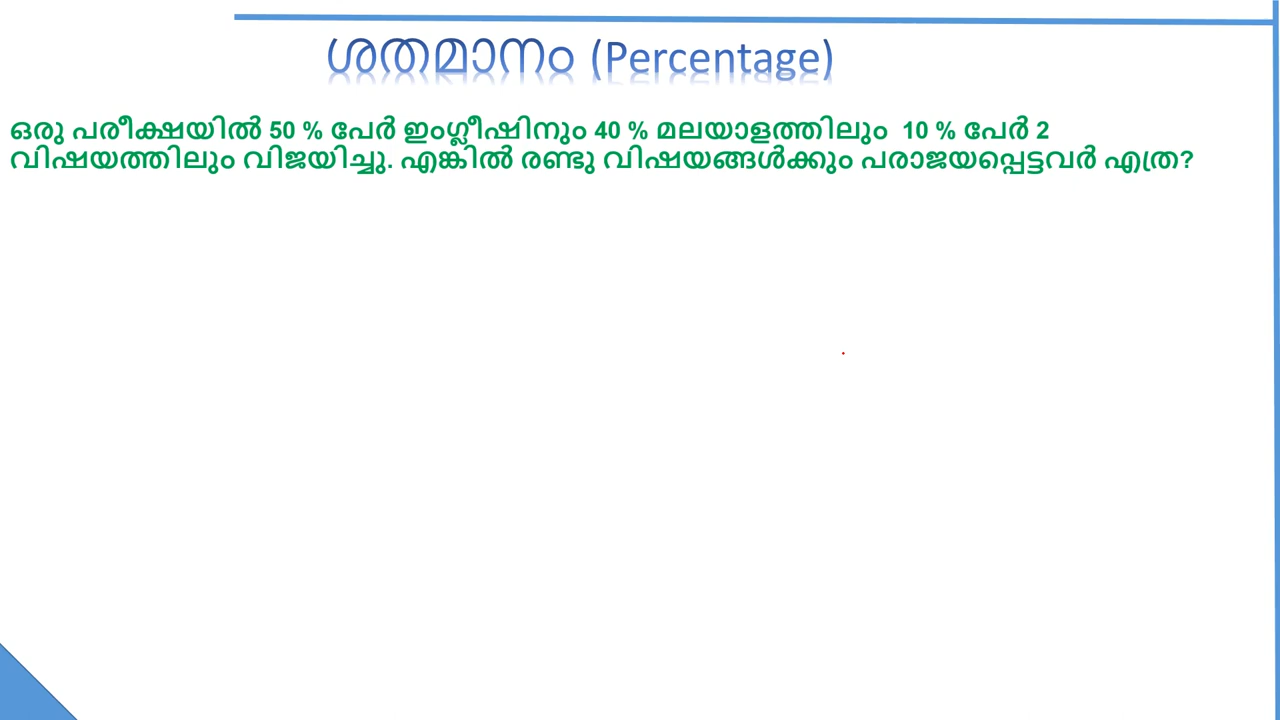 ശതമാനം (Percentage)
ഒരു പരീക്ഷയിൽ 50 % പേർ ഇംഗ്ലീഷിനും 40 % മലയാളത്തിലും 10 % പേർ 2
വിഷയത്തിലും വിജയിച്ചു. എങ്കിൽ രണ്ടു വിഷയങ്ങൾക്കും പരാജയപ്പെട്ടവർ എത്ര?